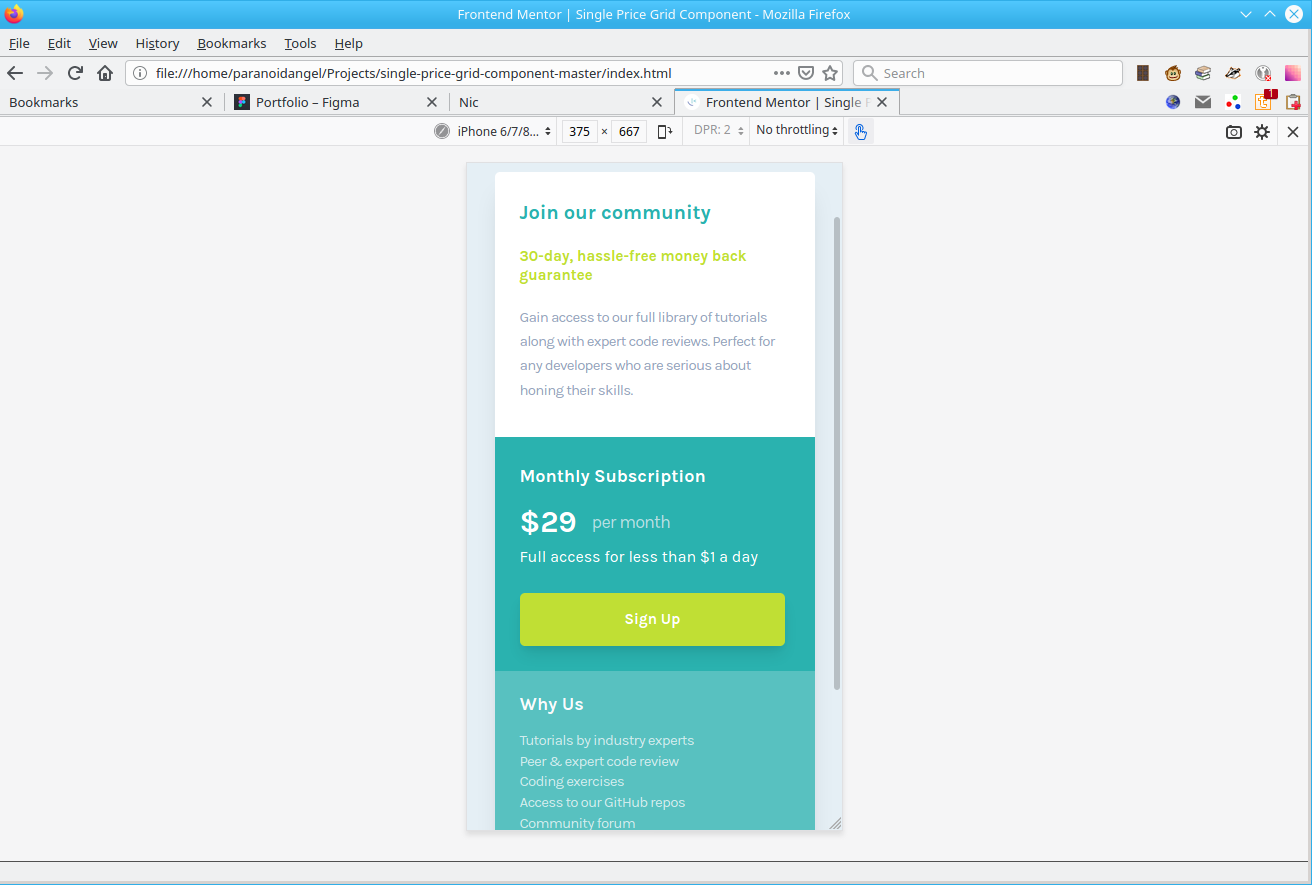 Frontend Mentor | Single Price Grid Component - Mozilla Firefox
File Edit View History Bookmarks Tools Help
file:///home/paranoidangel/Projects/single-price-grid-component-master/index.html
Search
Bookmarks
Portfolio – Figma
Nic
Frontend Mentor | Single F
1
iPhone 6/7/8... 375 × 667 DPR: 2 No throttling
Join our community
30-day, hassle-free money back
guarantee
Gain access to our full library of tutorials
along with expert code reviews. Perfect for
any developers who are serious about
honing their skills.
Monthly Subscription
$29 per month
Full access for less than $1 a day
Sign Up
Why Us
Tutorials by industry experts
Peer & expert code review
Coding exercises
Access to our GitHub repos
Community forum